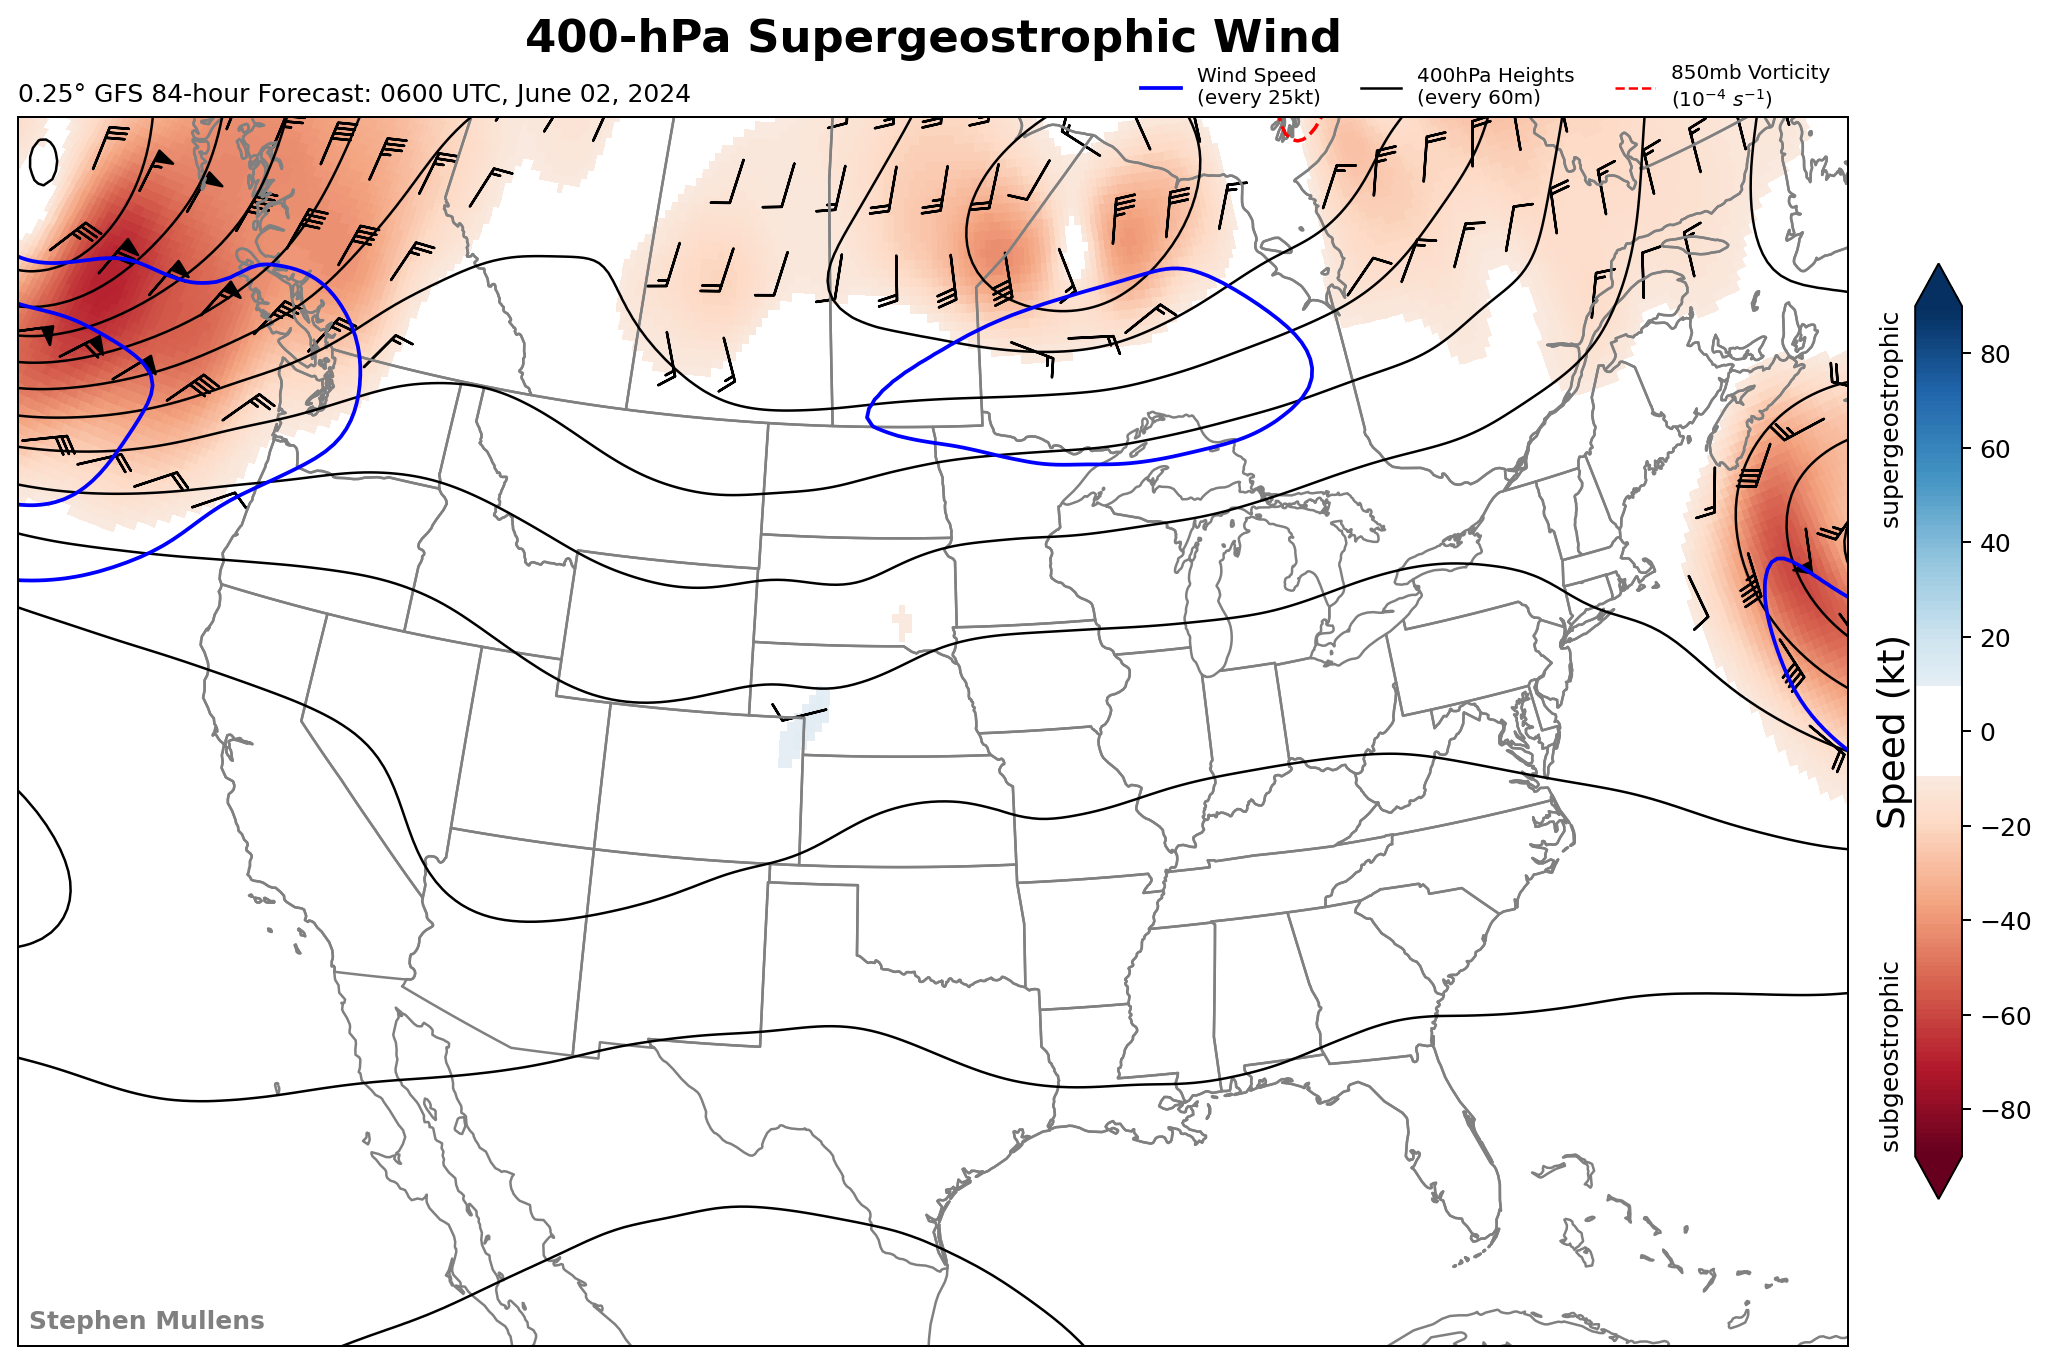 400-hPa Supergeostrophic Wind
0.25° GFS 84-hour Forecast: 0600 UTC, June 02, 2024
Wind Speed
(every 25kt)
400hPa Heights
(every 60m)
850mb Vorticity
(10⁻⁴ s⁻¹)
supergeostrophic
Speed (kt)
subgeostrophic
80
60
40
20
0
−20
−40
−60
−80
Stephen Mullens